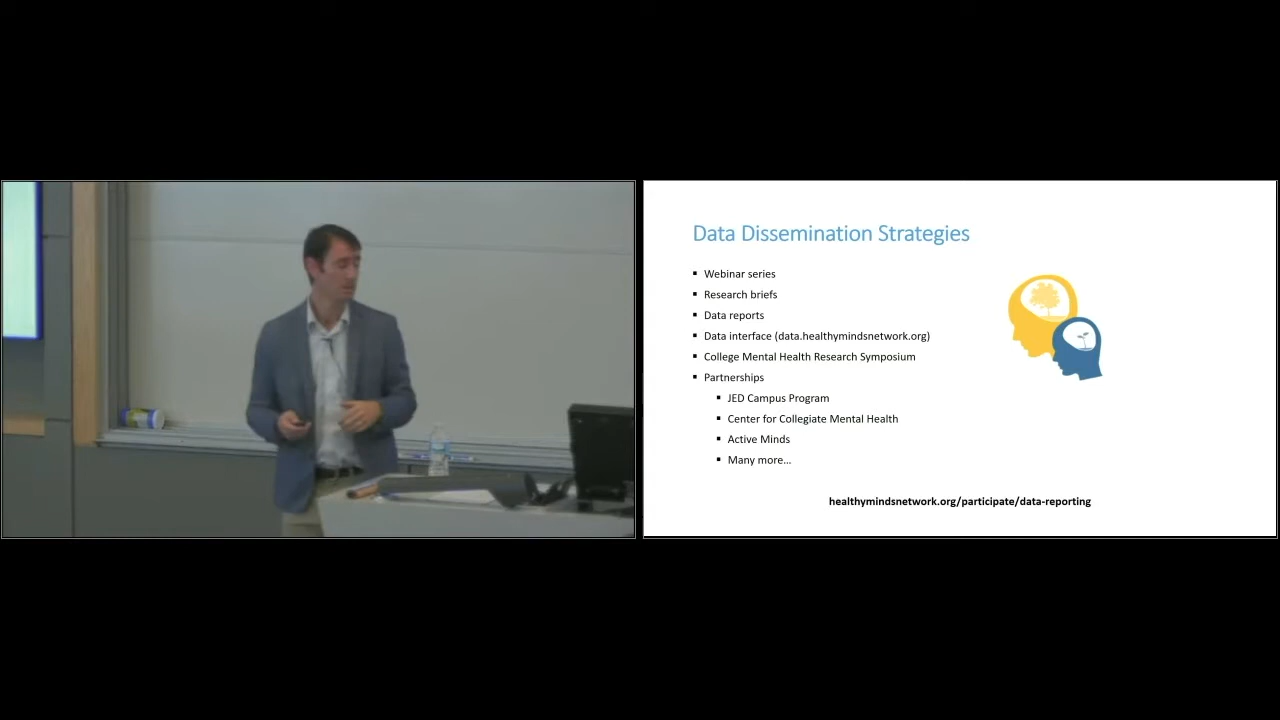 Data Dissemination Strategies
▪ Webinar series
▪ Research briefs
▪ Data reports
▪ Data interface (data.healthymindsnetwork.org)
▪ College Mental Health Research Symposium
▪ Partnerships
▪ JED Campus Program
▪ Center for Collegiate Mental Health
▪ Active Minds
▪ Many more…
healthymindsnetwork.org/participate/data-reporting